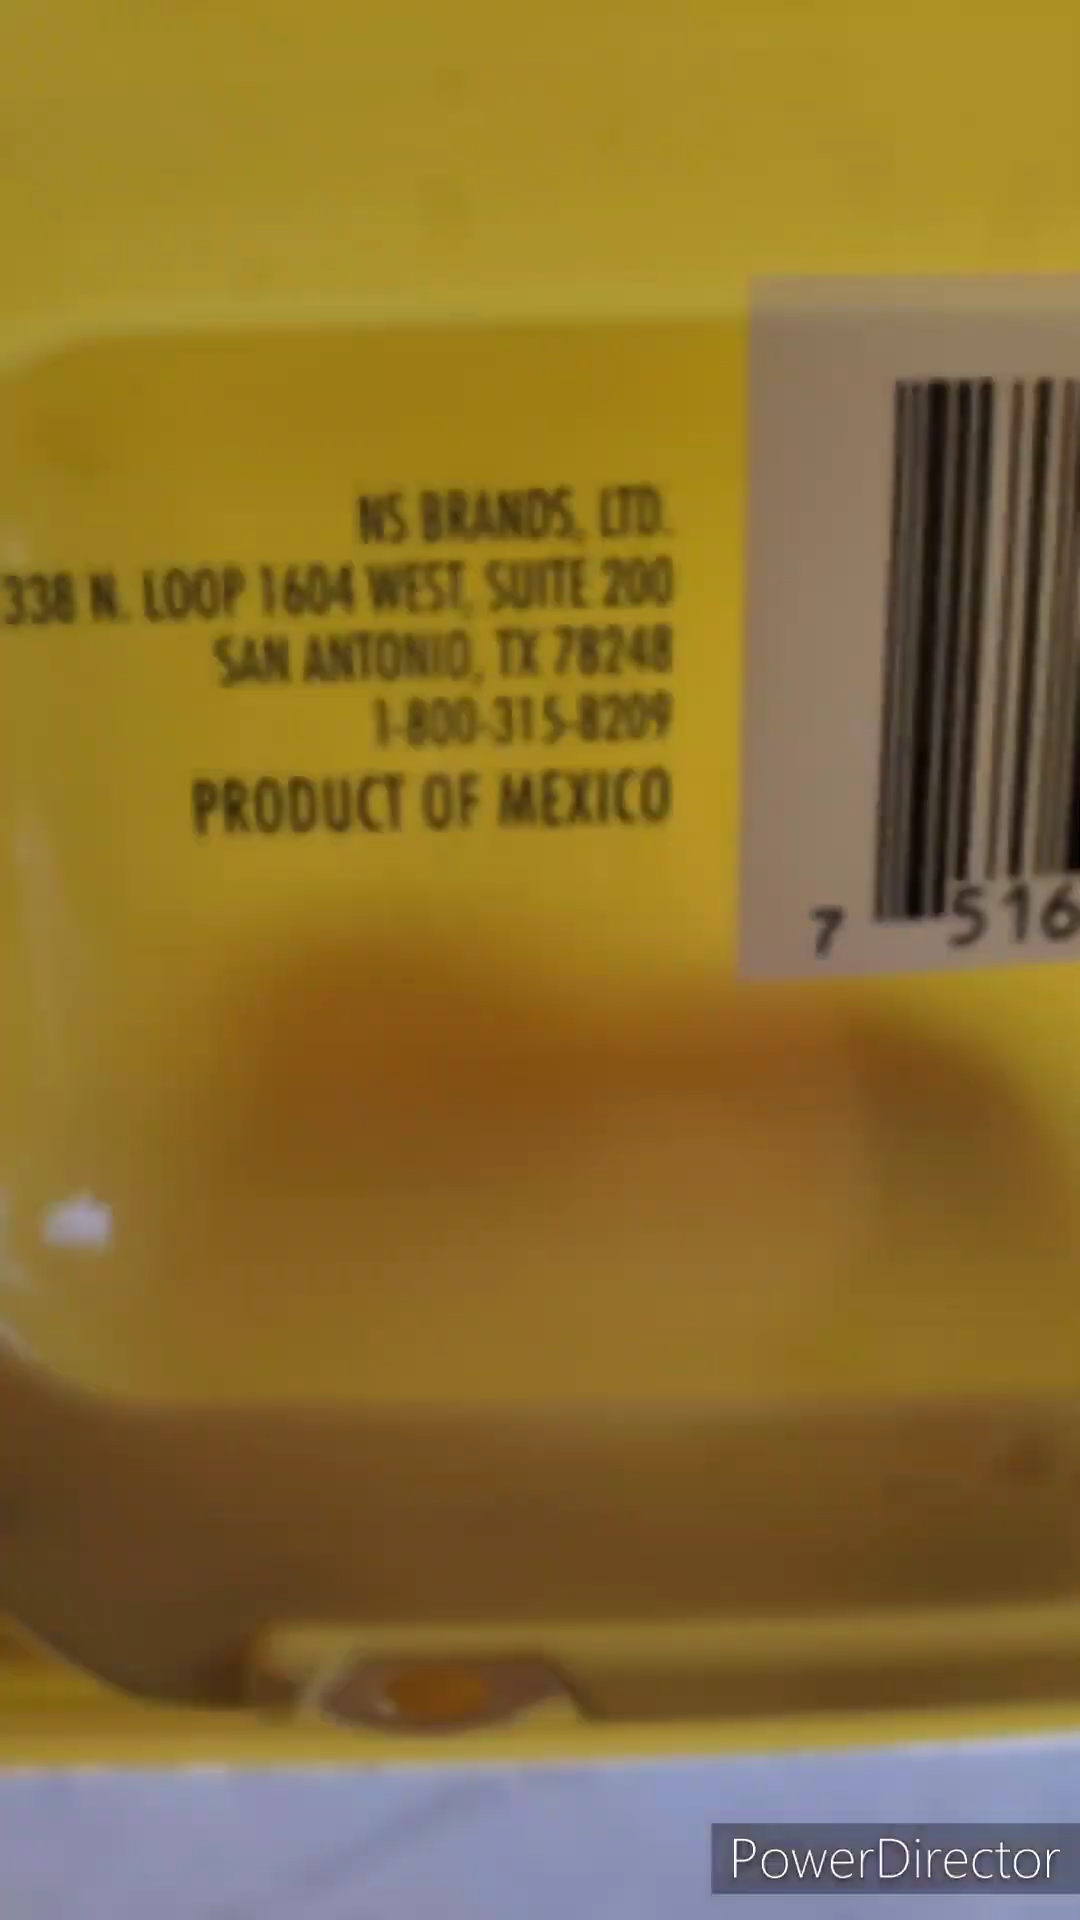 NS BRANDS, LTD.
338 N. LOOP 1604 WEST, SUITE 200
SAN ANTONIO, TX 78248
1-800-315-8209
PRODUCT OF MEXICO
7 516
PowerDirector